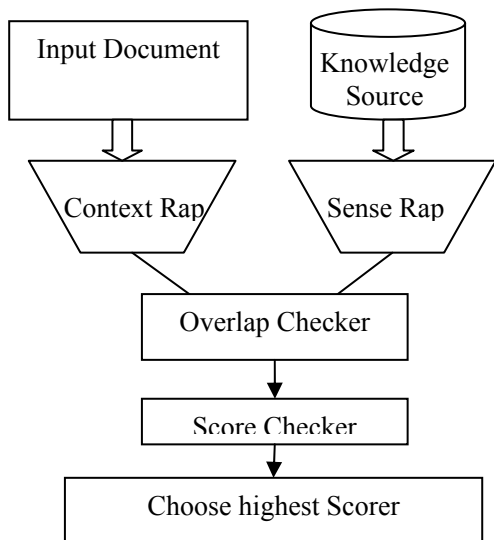 Input Document
Knowledge
Source
Context Rap
Sense Rap
Overlap Checker
Score Checker
Choose highest Scorer